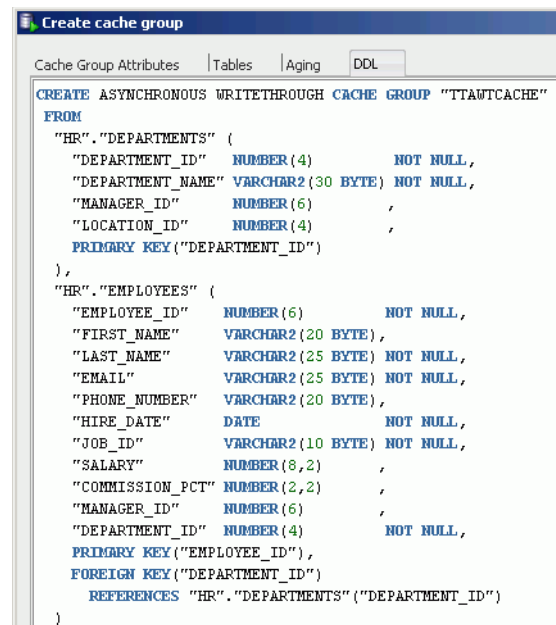 Create cache group
Cache Group Attributes Tables Aging DDL
CREATE ASYNCHRONOUS WRITETHROUGH CACHE GROUP "TTAWTCACHE"
FROM
"HR"."DEPARTMENTS" (
"DEPARTMENT_ID" NUMBER(4) NOT NULL,
"DEPARTMENT_NAME" VARCHAR2(30 BYTE) NOT NULL,
"MANAGER_ID" NUMBER(6) ,
"LOCATION_ID" NUMBER(4) ,
PRIMARY KEY("DEPARTMENT_ID")
),
"HR"."EMPLOYEES" (
"EMPLOYEE_ID" NUMBER(6) NOT NULL,
"FIRST_NAME" VARCHAR2(20 BYTE),
"LAST_NAME" VARCHAR2(25 BYTE) NOT NULL,
"EMAIL" VARCHAR2(25 BYTE) NOT NULL,
"PHONE_NUMBER" VARCHAR2(20 BYTE),
"HIRE_DATE" DATE NOT NULL,
"JOB_ID" VARCHAR2(10 BYTE) NOT NULL,
"SALARY" NUMBER(8,2) ,
"COMMISSION_PCT" NUMBER(2,2) ,
"MANAGER_ID" NUMBER(6) ,
"DEPARTMENT_ID" NUMBER(4) NOT NULL,
PRIMARY KEY("EMPLOYEE_ID"),
FOREIGN KEY("DEPARTMENT_ID")
REFERENCES "HR"."DEPARTMENTS"("DEPARTMENT_ID")
)